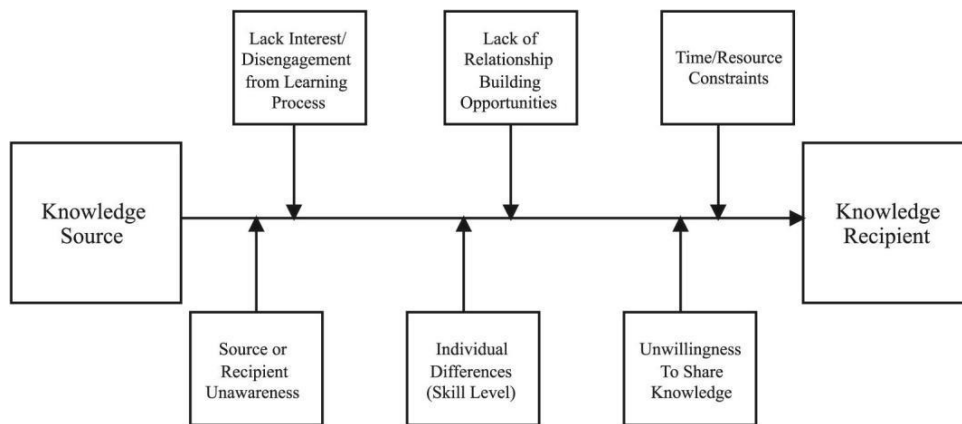 Lack Interest/
Disengagement
from Learning
Process
Lack of
Relationship
Building
Opportunities
Time/Resource
Constraints
Knowledge
Source
Knowledge
Recipient
Source or
Recipient
Unawareness
Individual
Differences
(Skill Level)
Unwillingness
To Share
Knowledge